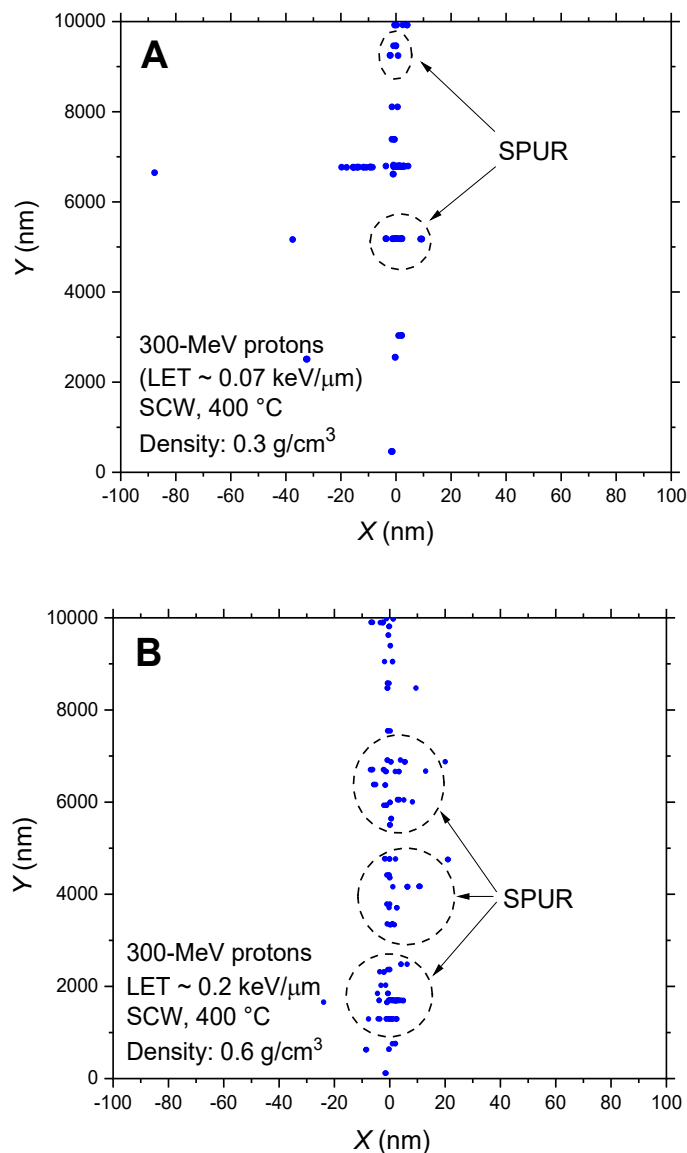 A
10000
8000
6000
4000
2000
0
Y (nm)
SPUR
300-MeV protons
(LET ~ 0.07 keV/μm)
SCW, 400 °C
Density: 0.3 g/cm³
-100 -80 -60 -40 -20 0 20 40 60 80 100
X (nm)
B
10000
8000
6000
4000
2000
0
Y (nm)
SPUR
300-MeV protons
LET ~ 0.2 keV/μm
SCW, 400 °C
Density: 0.6 g/cm³
-100 -80 -60 -40 -20 0 20 40 60 80 100
X (nm)